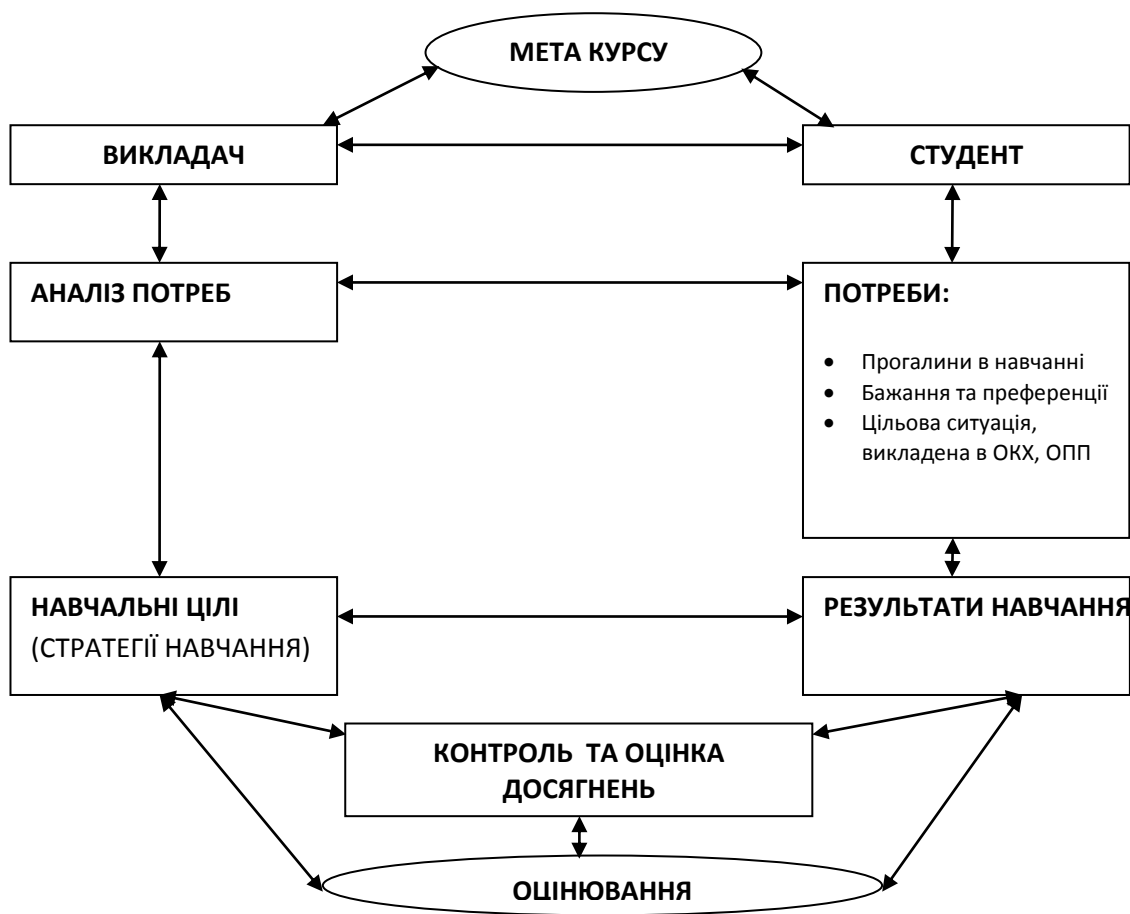 МЕТА КУРСУ
ВИКЛАДАЧ
СТУДЕНТ
АНАЛІЗ ПОТРЕБ
ПОТРЕБИ:
• Прогалини в навчанні
• Бажання та преференції
• Цільова ситуація,
викладена в ОКХ, ОПП
НАВЧАЛЬНІ ЦІЛІ
(СТРАТЕГІЇ НАВЧАННЯ)
РЕЗУЛЬТАТИ НАВЧАННЯ
КОНТРОЛЬ ТА ОЦІНКА
ДОСЯГНЕНЬ
ОЦІНЮВАННЯ